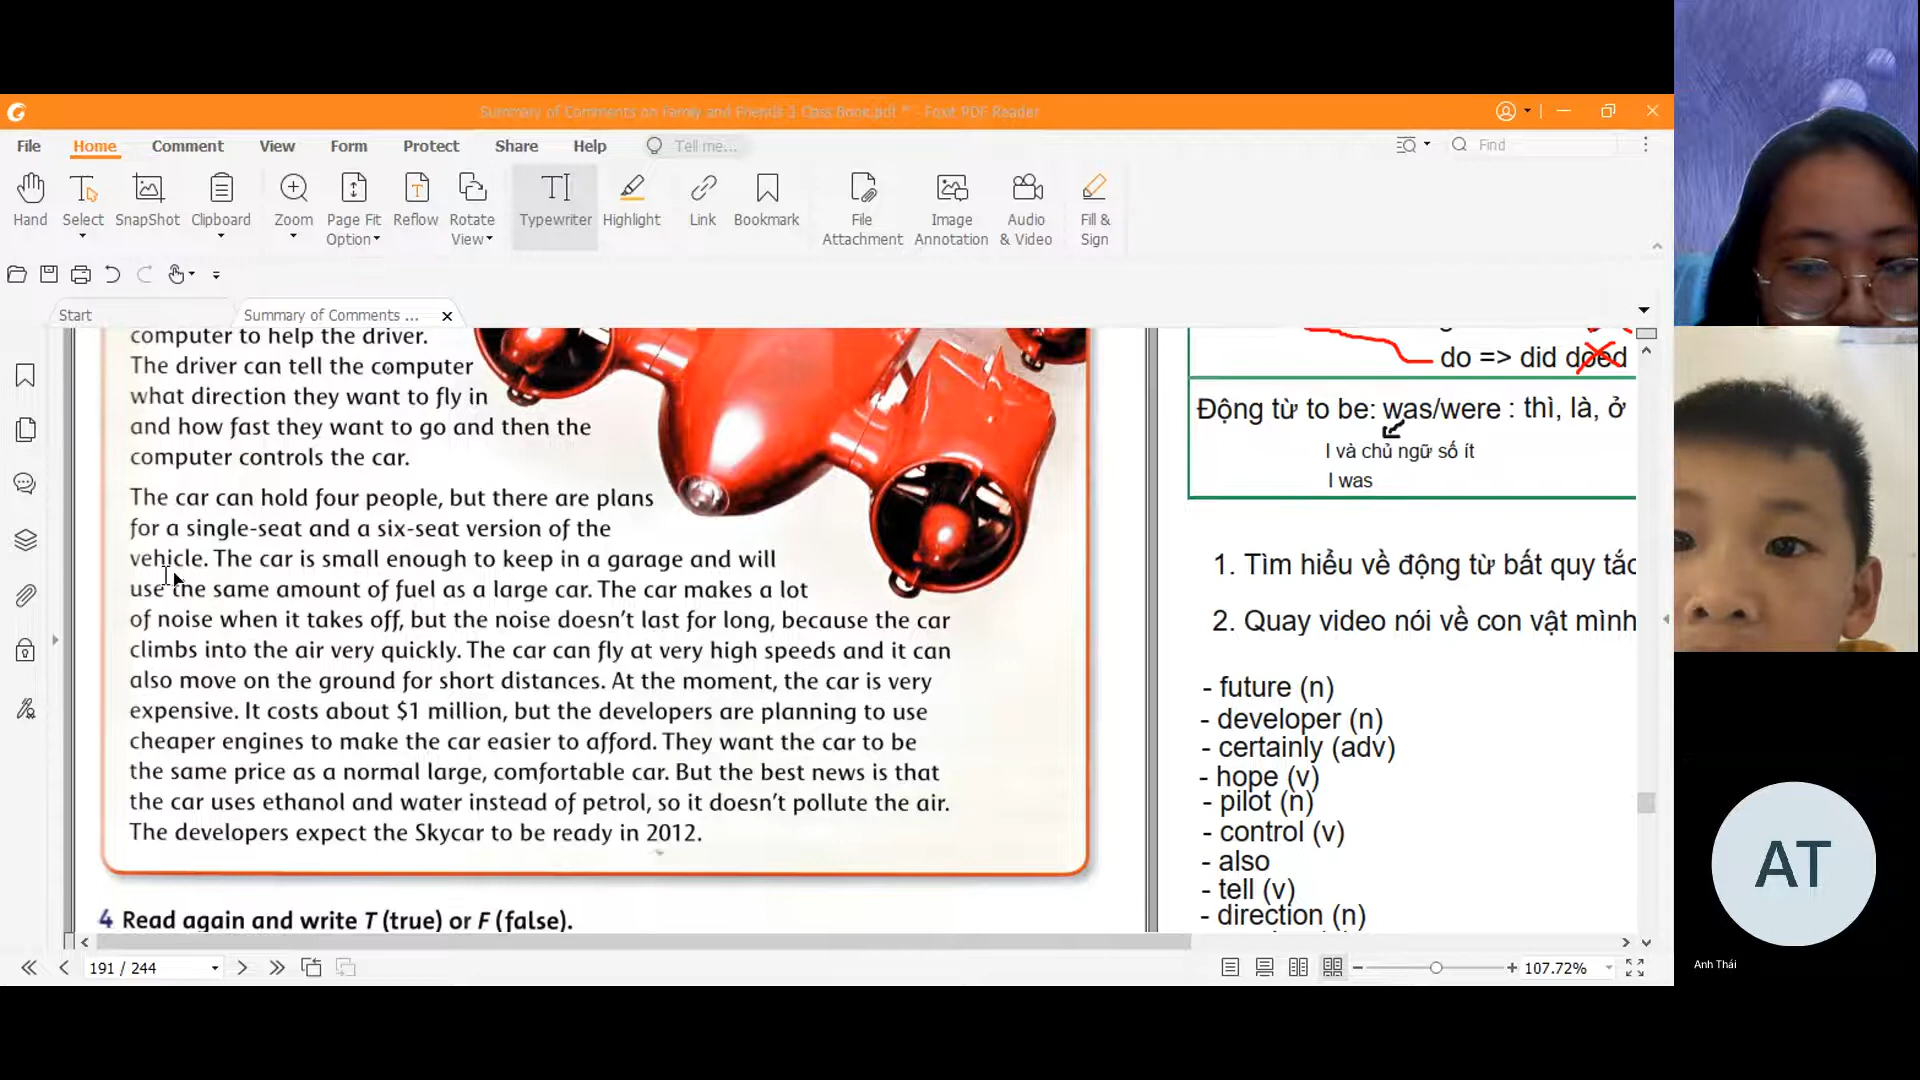 Summary of Comments on Family and Friends 3 Class Book.pdf * - Foxit PDF Reader
File Home Comment View Form Protect Share Help Tell me... Find
Hand Select SnapShot Clipboard Zoom Page Fit Option Reflow Rotate View Typewriter Highlight Link Bookmark File Attachment Image Annotation Audio & Video Fill & Sign
Start Summary of Comments ...
computer to help the driver.
The driver can tell the computer
what direction they want to fly in
and how fast they want to go and then the
computer controls the car.
The car can hold four people, but there are plans
for a single-seat and a six-seat version of the
vehicle. The car is small enough to keep in a garage and will
use the same amount of fuel as a large car. The car makes a lot
of noise when it takes off, but the noise doesn't last for long, because the car
climbs into the air very quickly. The car can fly at very high speeds and it can
also move on the ground for short distances. At the moment, the car is very
expensive. It costs about $1 million, but the developers are planning to use
cheaper engines to make the car easier to afford. They want the car to be
the same price as a normal large, comfortable car. But the best news is that
the car uses ethanol and water instead of petrol, so it doesn't pollute the air.
The developers expect the Skycar to be ready in 2012.
4 Read again and write T (true) or F (false).
do => did doed
Động từ to be: was/were : thì, là, ở
I và chủ ngữ số ít
I was
1. Tìm hiểu về động từ bất quy tắc
2. Quay video nói về con vật mình
- future (n)
- developer (n)
- certainly (adv)
- hope (v)
- pilot (n)
- control (v)
- also
- tell (v)
- direction (n)
191 / 244
107.72%
AT
Anh Thái